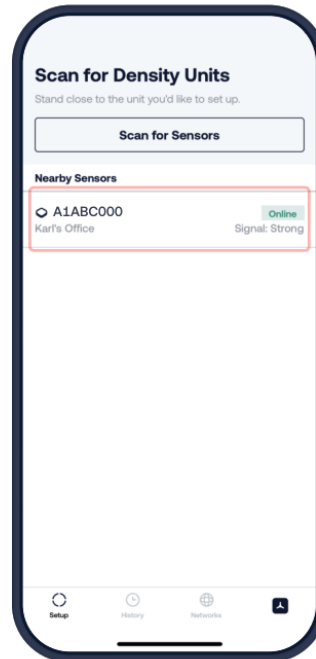 Scan for Density Units
Stand close to the unit you'd like to set up.
Scan for Sensors
Nearby Sensors
A1ABC000
Online
Karl's Office
Signal: Strong
Setup
History
Networks